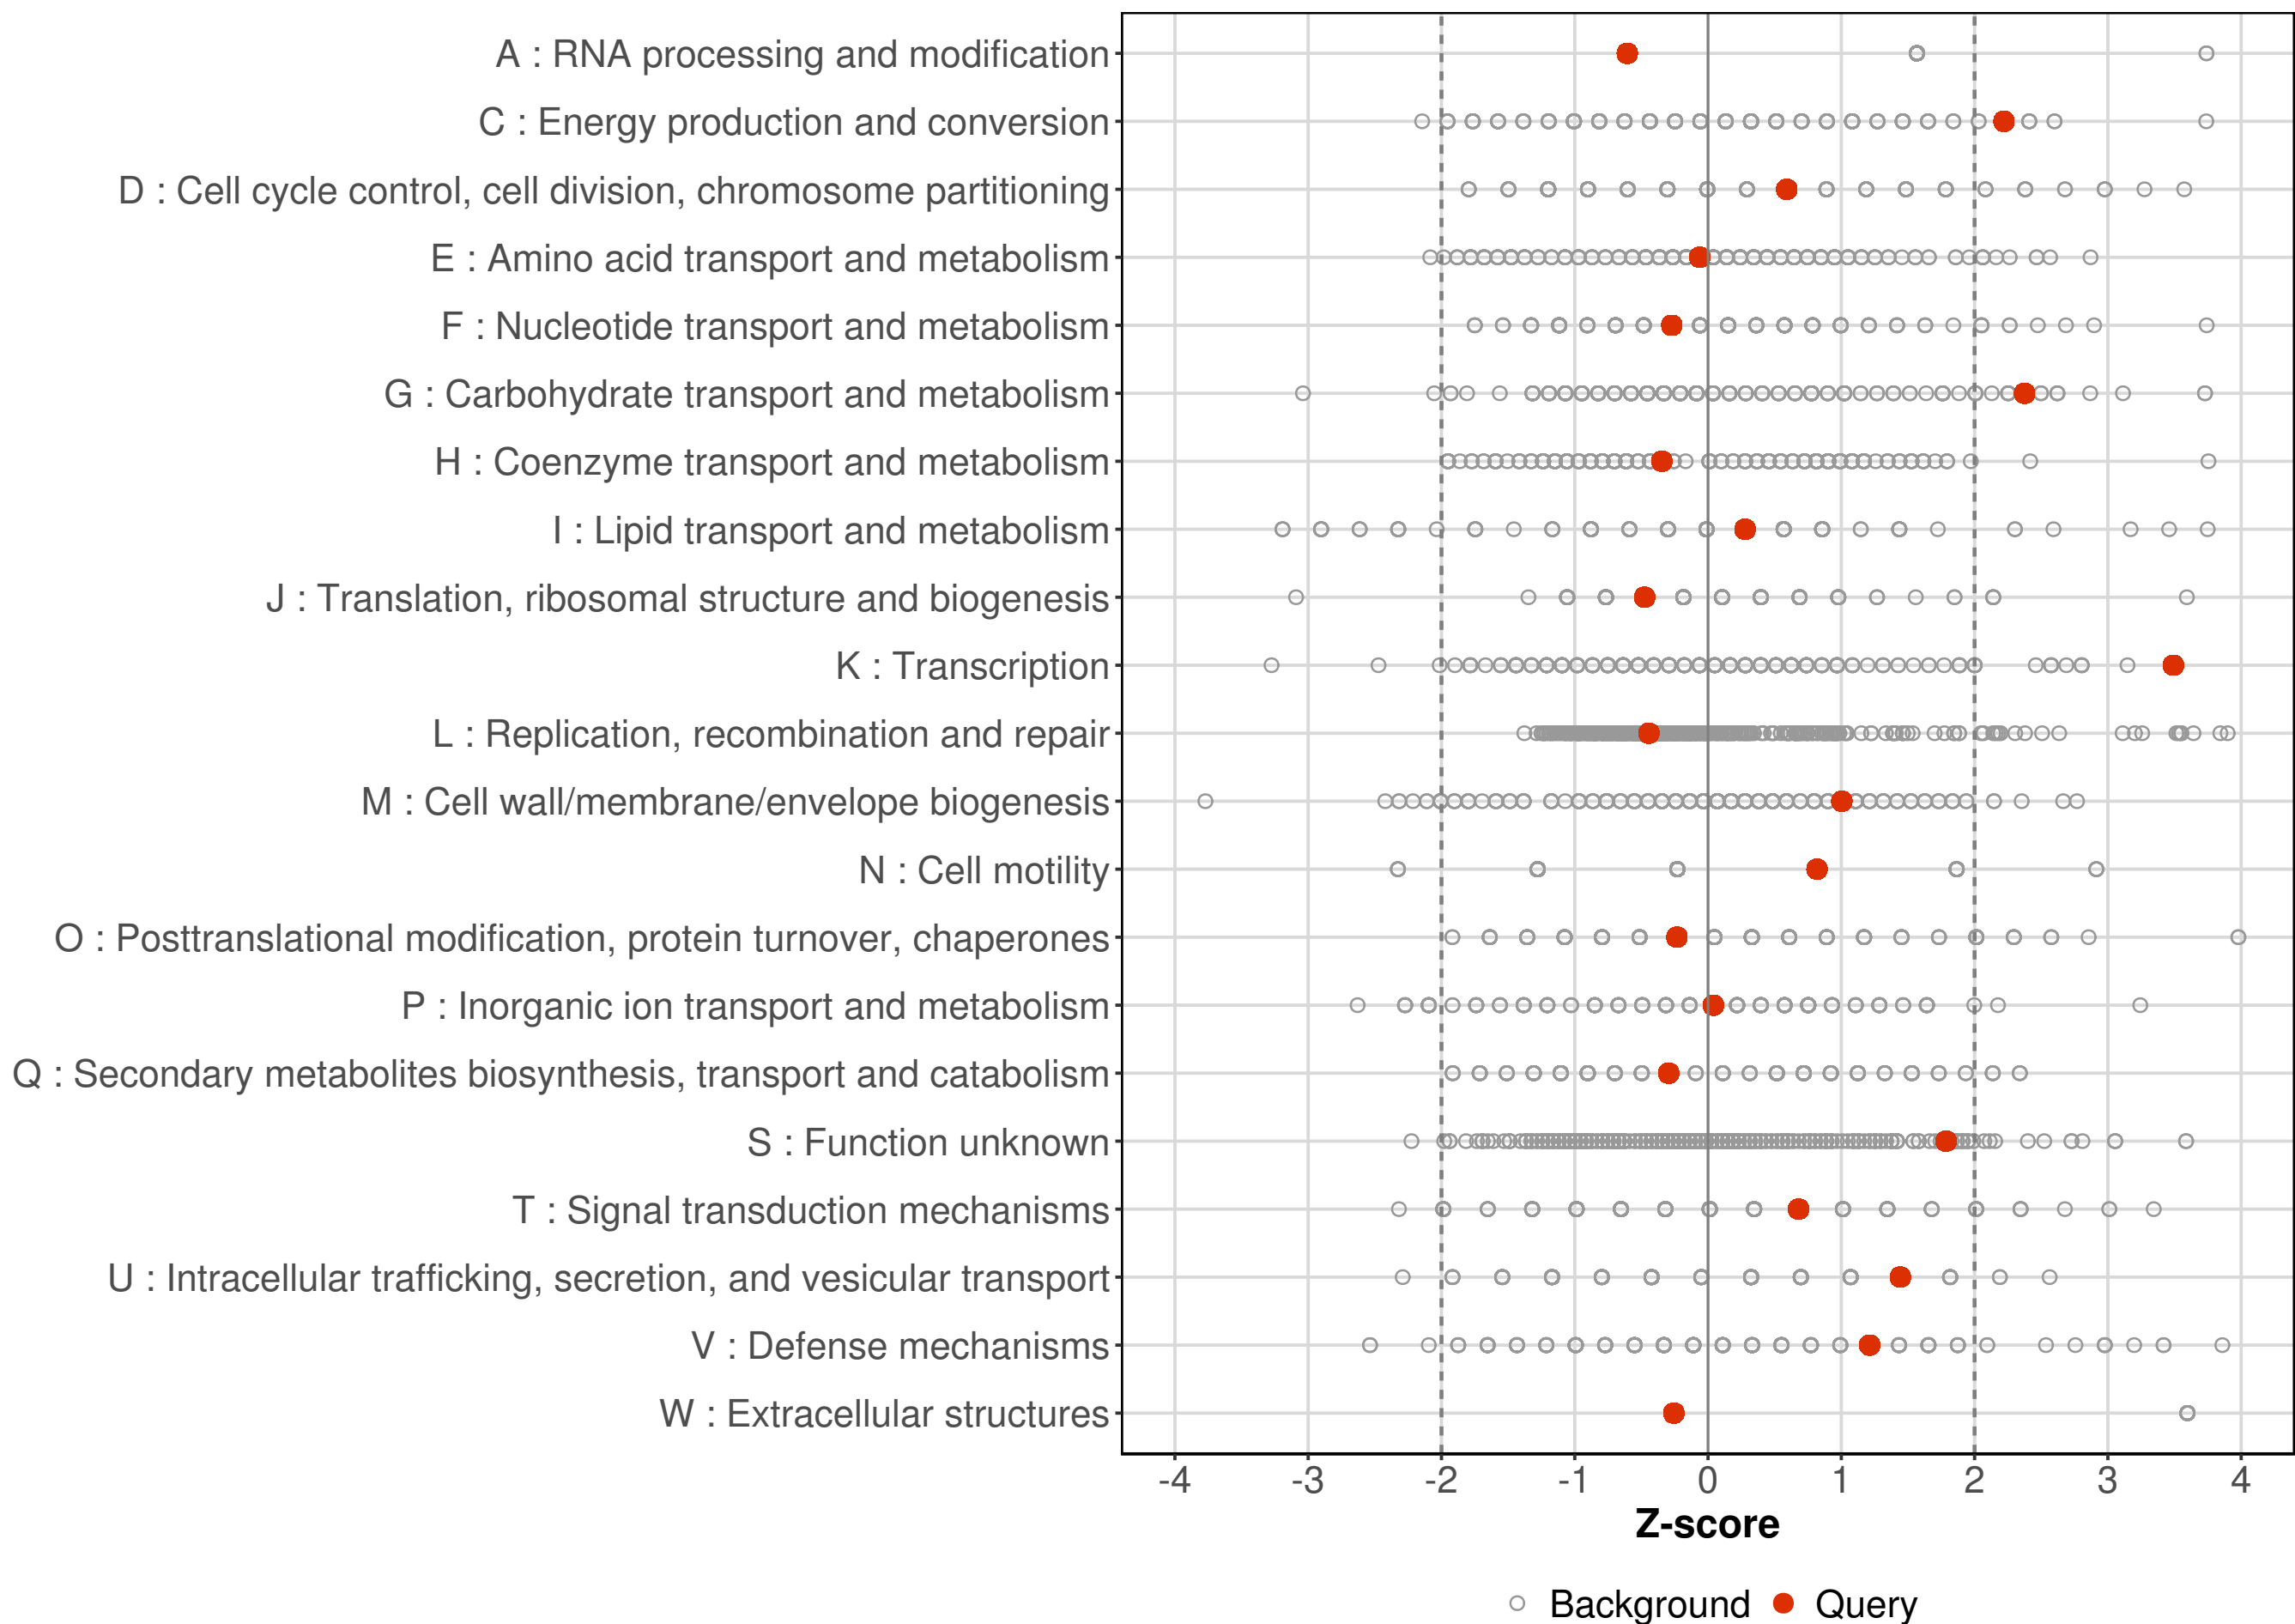 A : RNA processing and modification
C : Energy production and conversion
D : Cell cycle control, cell division, chromosome partitioning
E : Amino acid transport and metabolism
F : Nucleotide transport and metabolism
G : Carbohydrate transport and metabolism
H : Coenzyme transport and metabolism
I : Lipid transport and metabolism
J : Translation, ribosomal structure and biogenesis
K : Transcription
L : Replication, recombination and repair
M : Cell wall/membrane/envelope biogenesis
N : Cell motility
O : Posttranslational modification, protein turnover, chaperones
P : Inorganic ion transport and metabolism
Q : Secondary metabolites biosynthesis, transport and catabolism
S : Function unknown
T : Signal transduction mechanisms
U : Intracellular trafficking, secretion, and vesicular transport
V : Defense mechanisms
W : Extracellular structures
-4 -3 -2 -1 0 1 2 3 4
Z-score
Background Query